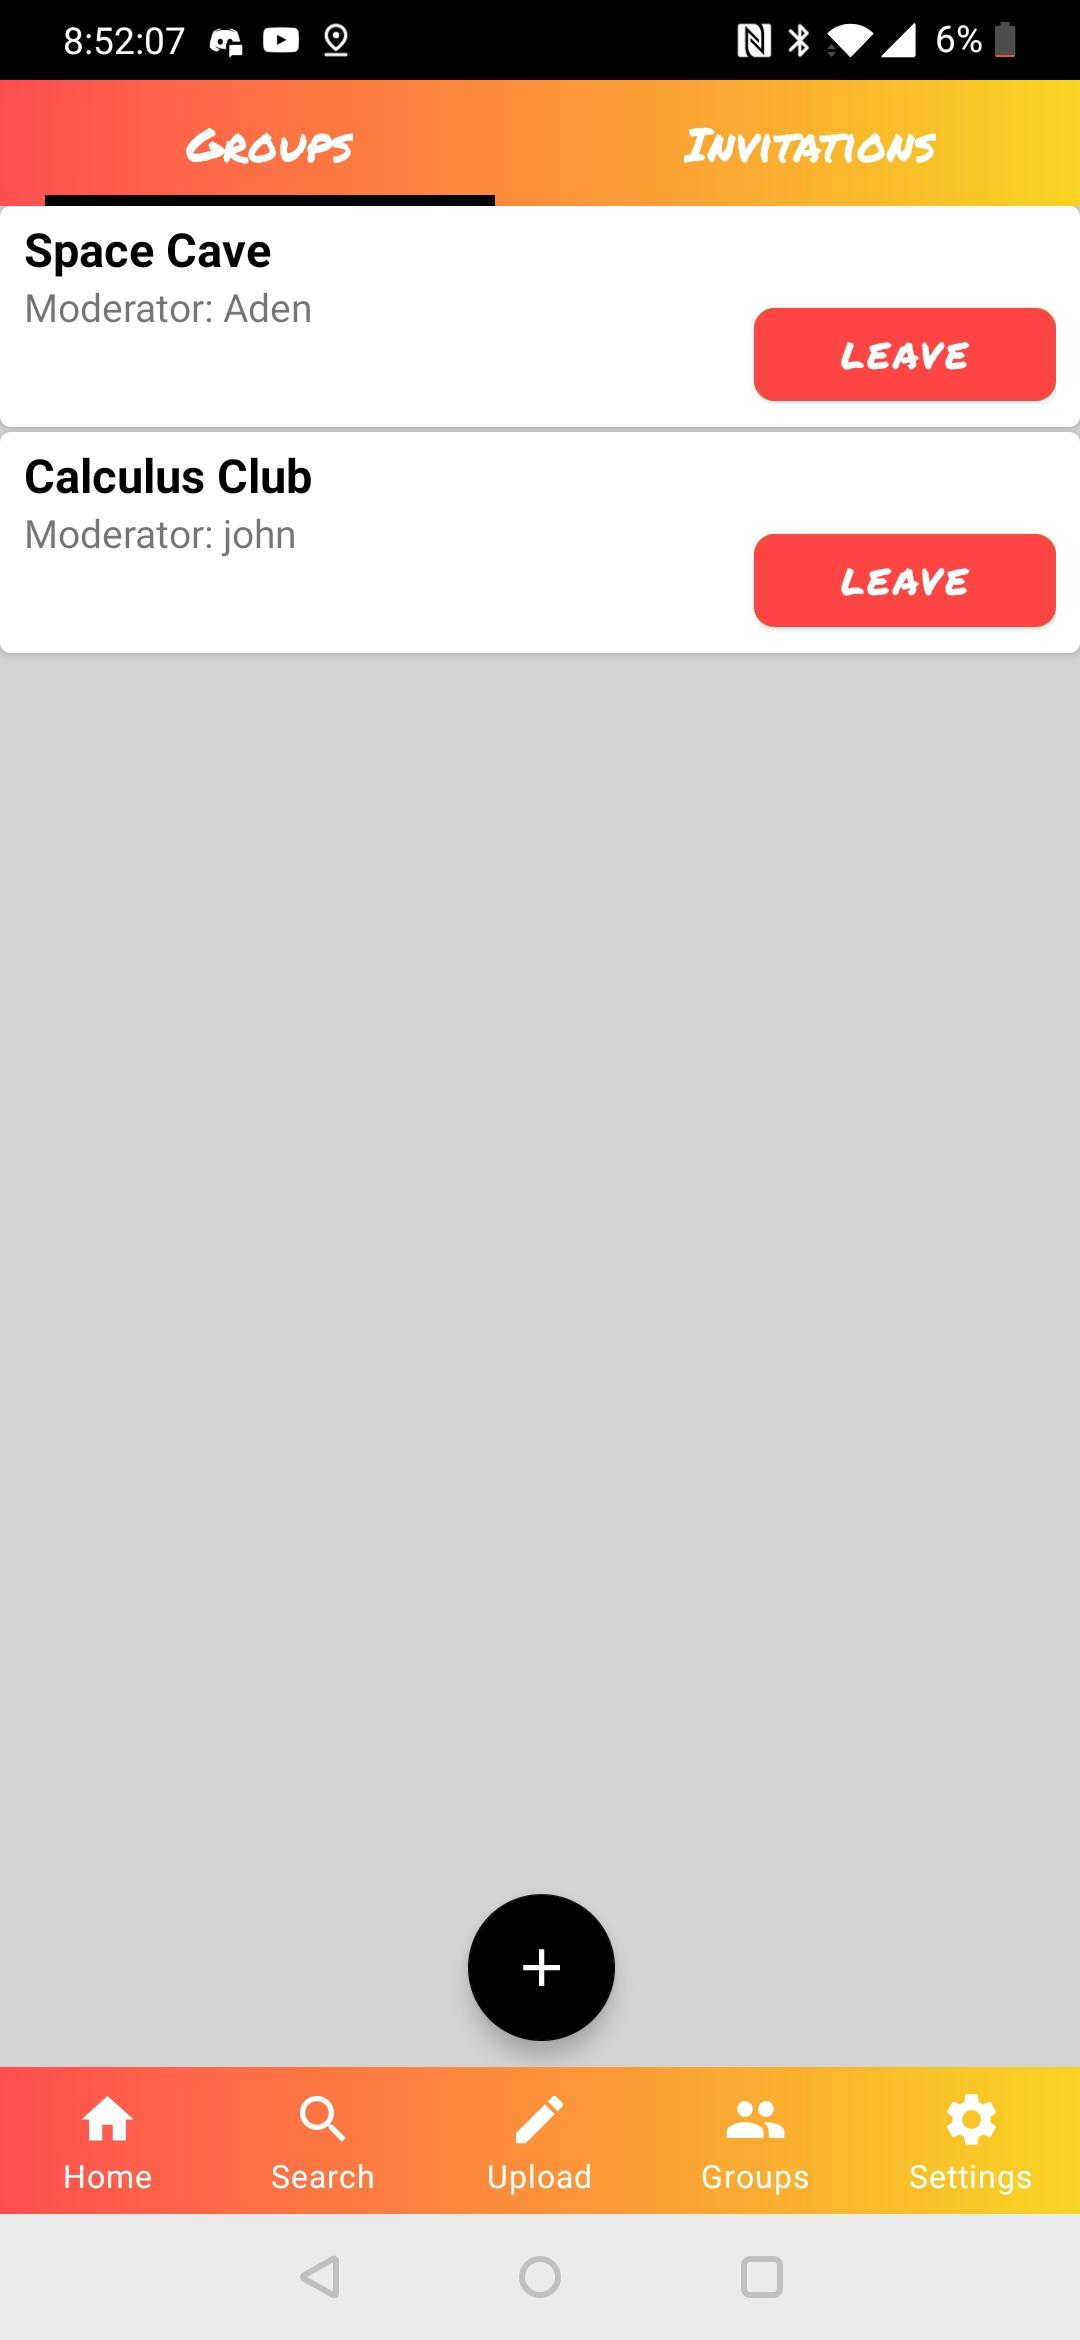 8:52:07 6%
Groups Invitations
Space Cave
Moderator: Aden
LEAVE
Calculus Club
Moderator: john
LEAVE
+
Home Search Upload Groups Settings